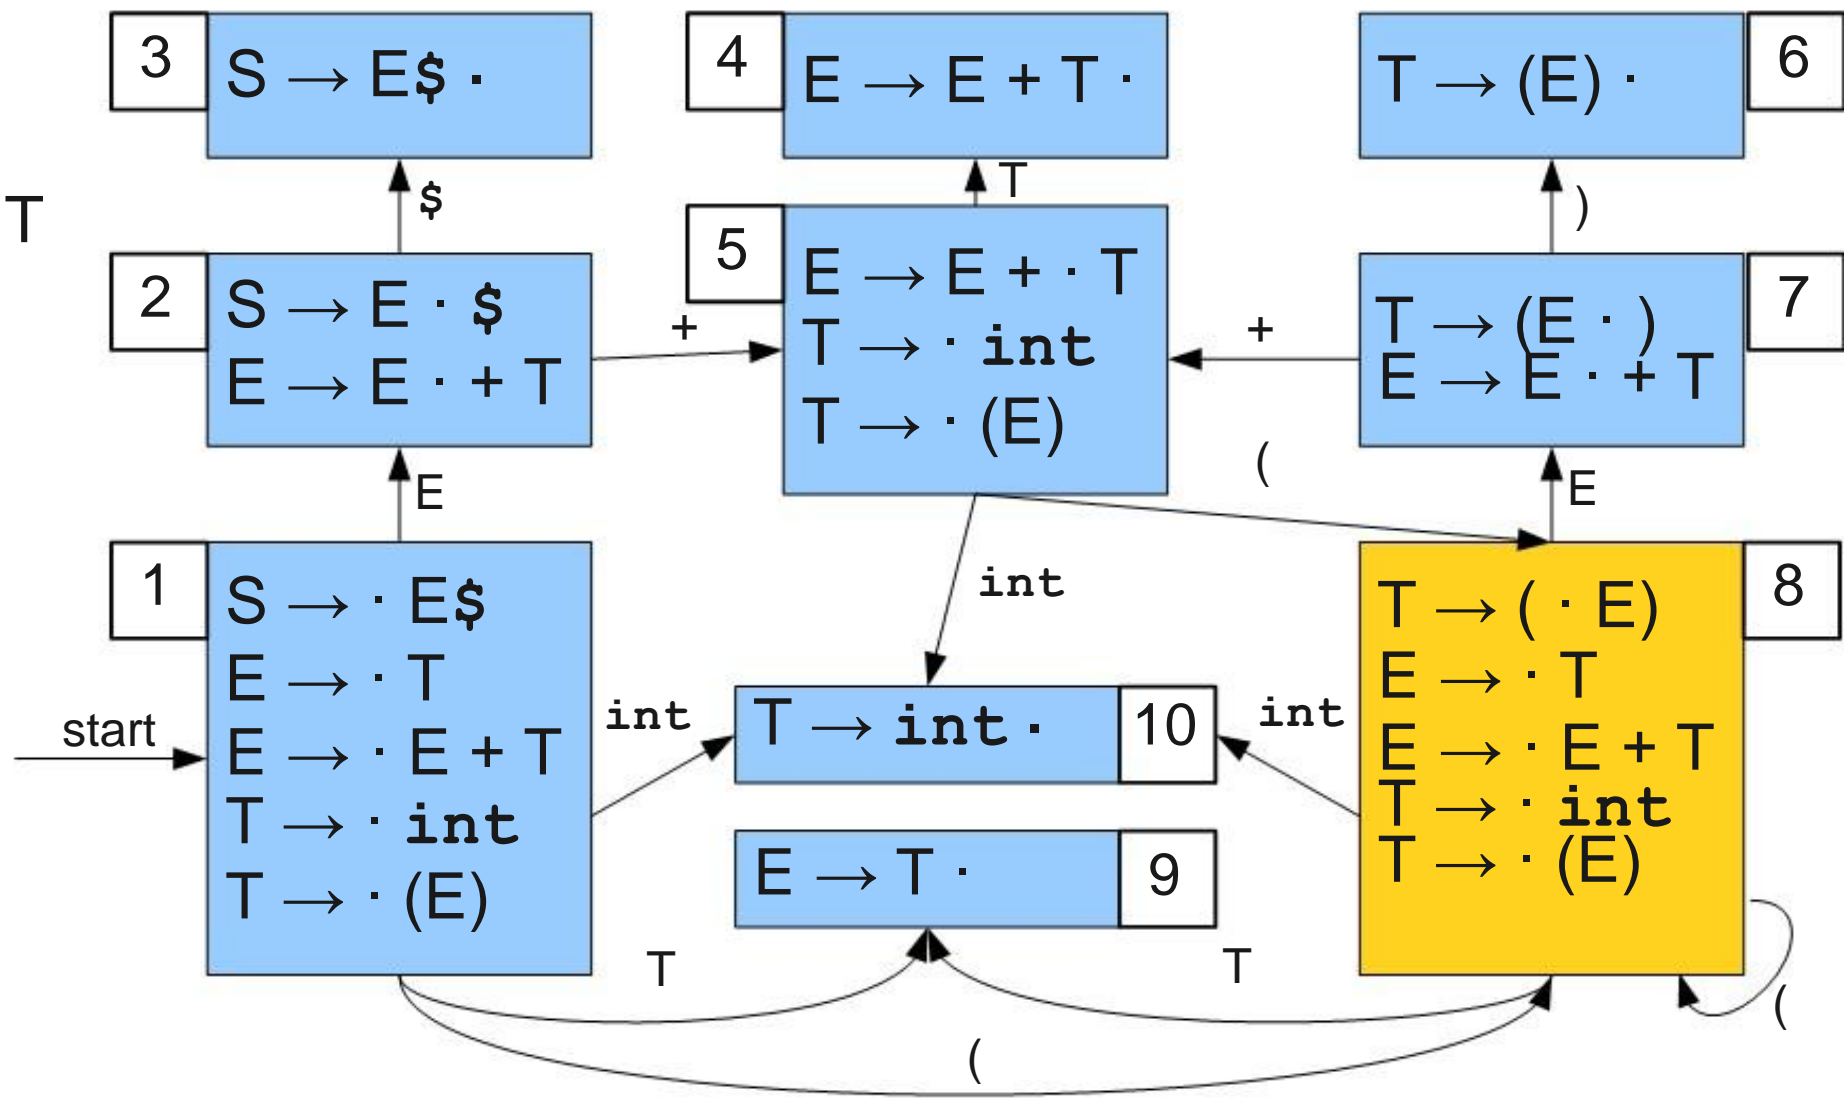 3
S → E$ ·
4
E → E + T ·
T → (E) ·
6
T
$
T
)
2
S → E · $
E → E · + T
+
5
E → E + · T
T → · int
T → · (E)
+
T → (E · )
E → E · + T
7
E
(
E
1
S → · E$
E → · T
E → · E + T
T → · int
T → · (E)
start
int
int
T → int ·
10
int
E → T ·
9
T → ( · E)
E → · T
E → · E + T
T → · int
T → · (E)
8
T
T
(
(